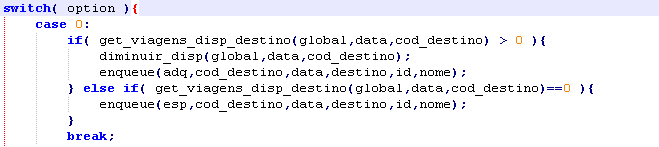 switch( option ){
case 0:
if( get_viagens_disp_destino(global,data,cod_destino) > 0 ){
diminuir_disp(global,data,cod_destino);
enqueue(adq,cod_destino,data,destino,id,nome);
} else if( get_viagens_disp_destino(global,data,cod_destino)==0 ){
enqueue(esp,cod_destino,data,destino,id,nome);
}
break;